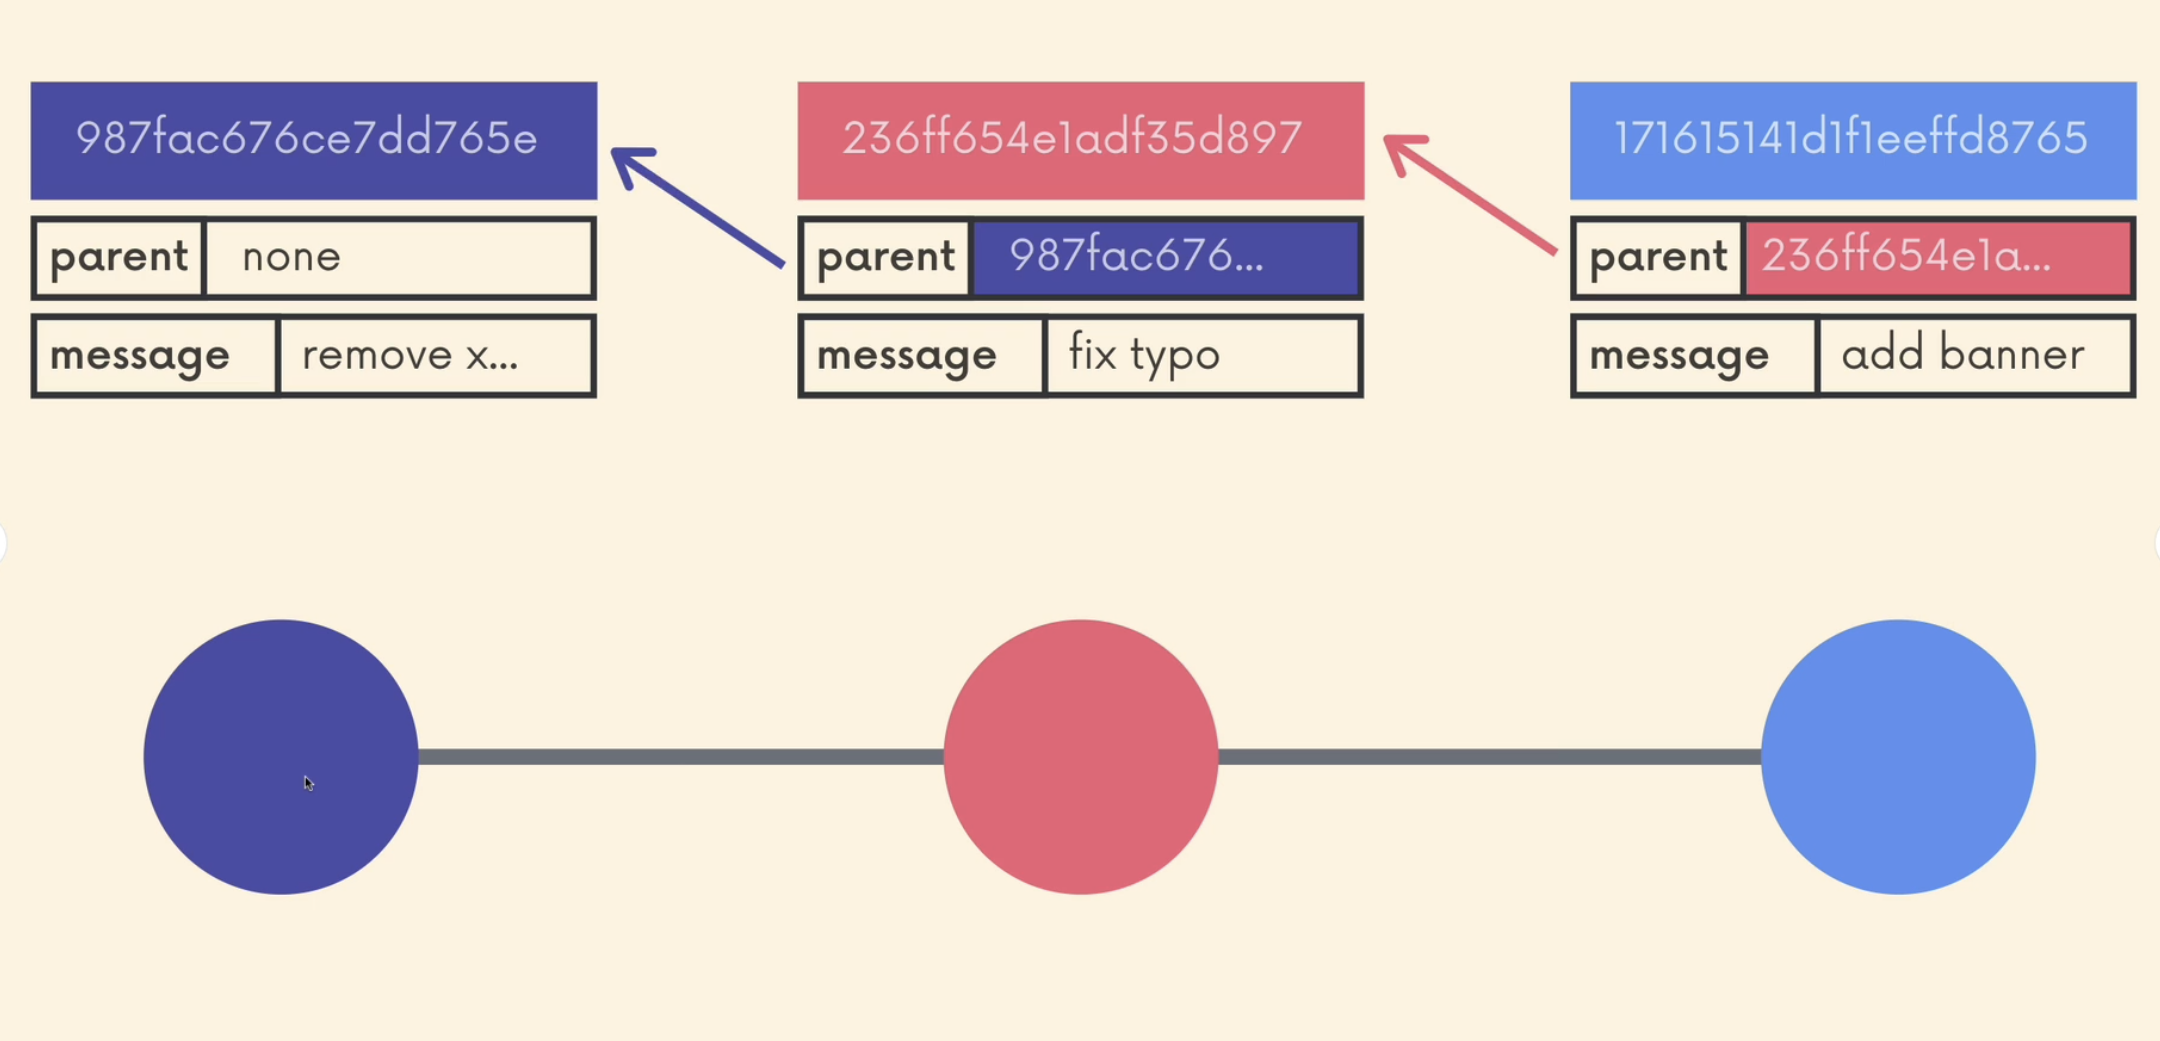 987fac676ce7dd765e
parent none
message remove x...
236ff654e1adf35d897
parent 987fac676...
message fix typo
171615141d1f1eeffd8765
parent 236ff654e1a...
message add banner